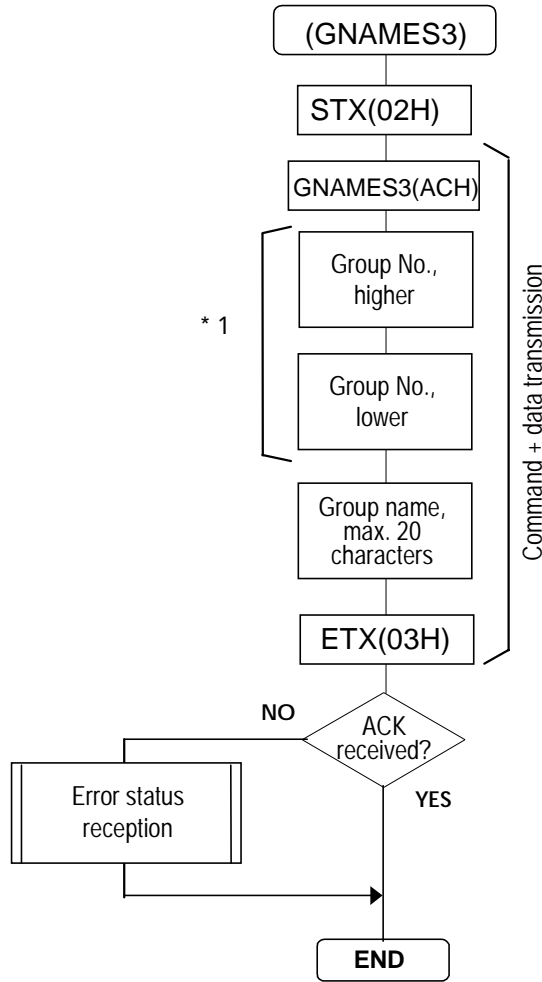 (GNAMES3)
STX(02H)
GNAMES3(ACH)
Group No.,
higher
* 1
Group No.,
lower
Group name,
max. 20
characters
Command + data transmission
ETX(03H)
NO
ACK
received?
YES
Error status
reception
END